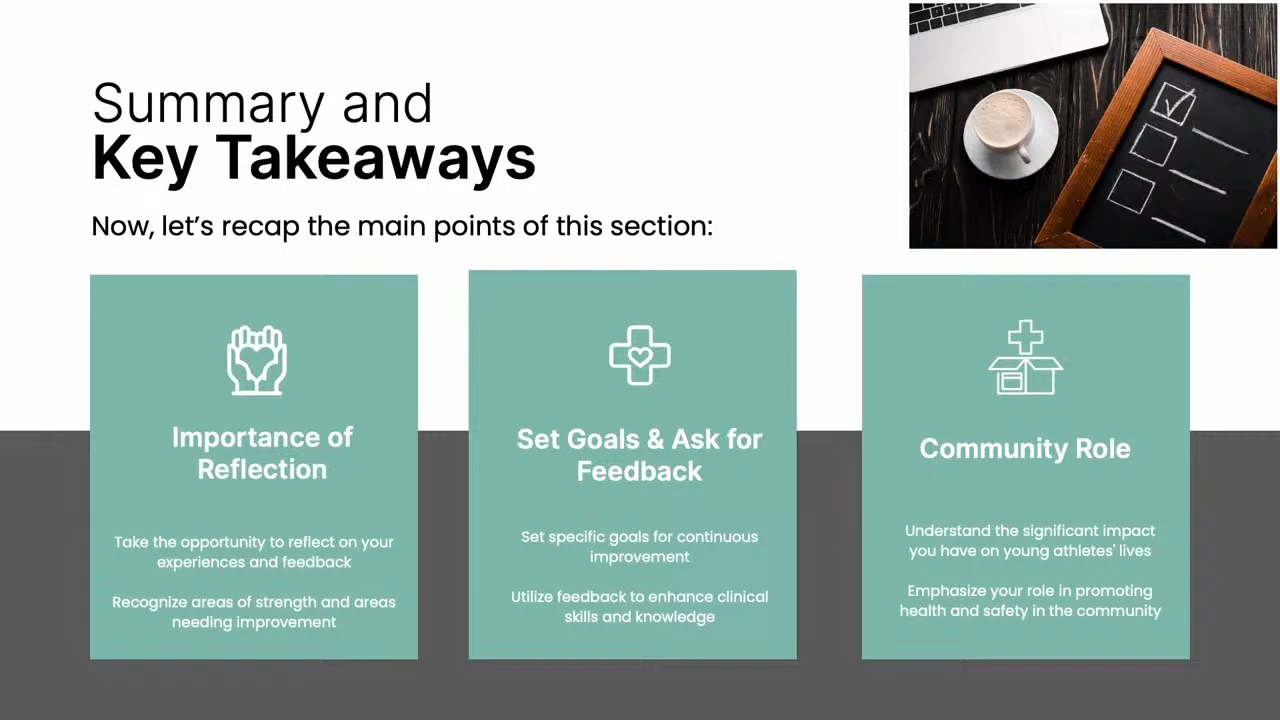 Summary and
Key Takeaways
Now, let’s recap the main points of this section:
Importance of
Reflection
Take the opportunity to reflect on your
experiences and feedback
Recognize areas of strength and areas
needing improvement
Set Goals & Ask for
Feedback
Set specific goals for continuous
improvement
Utilize feedback to enhance clinical
skills and knowledge
Community Role
Understand the significant impact
you have on young athletes' lives
Emphasize your role in promoting
health and safety in the community